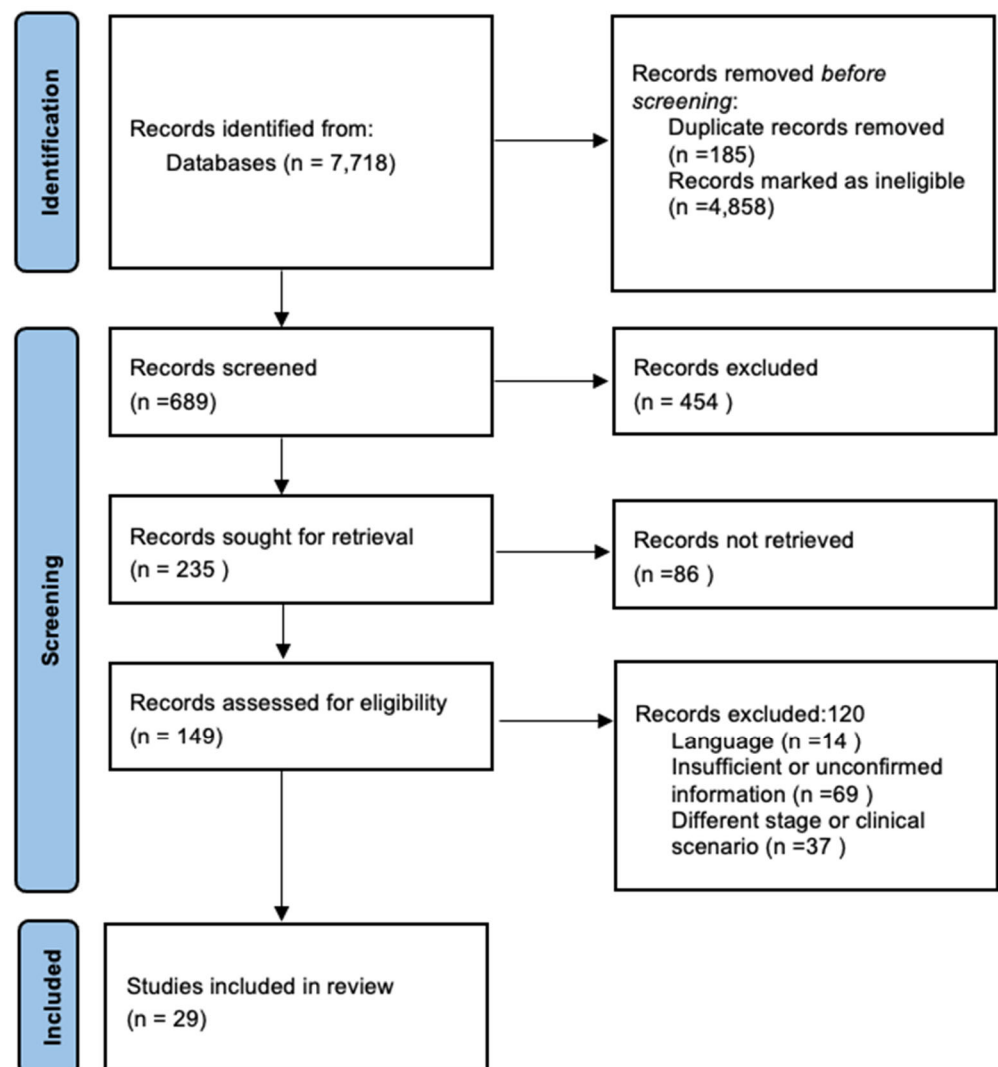 Identification
Records identified from:
Databases (n = 7,718)
Records removed before
screening:
Duplicate records removed
(n =185)
Records marked as ineligible
(n =4,858)
Screening
Records screened
(n =689)
Records excluded
(n = 454 )
Records sought for retrieval
(n = 235 )
Records not retrieved
(n =86 )
Records assessed for eligibility
(n = 149)
Records excluded:120
Language (n =14 )
Insufficient or unconfirmed
information (n =69 )
Different stage or clinical
scenario (n =37 )
Included
Studies included in review
(n = 29)